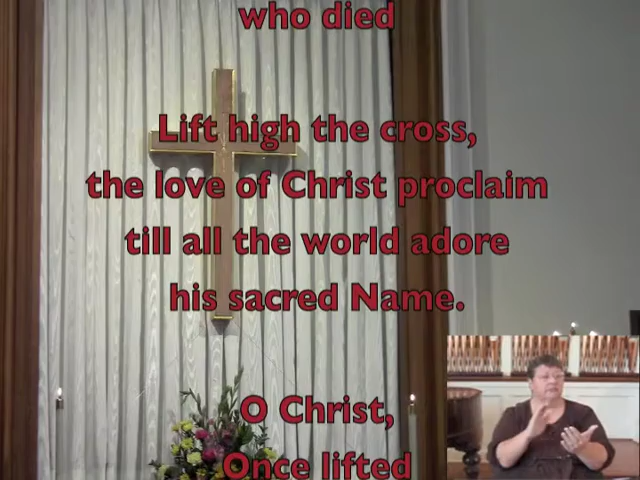 who died
Lift high the cross,
the love of Christ proclaim
till all the world adore
his sacred Name.
O Christ,
Once lifted